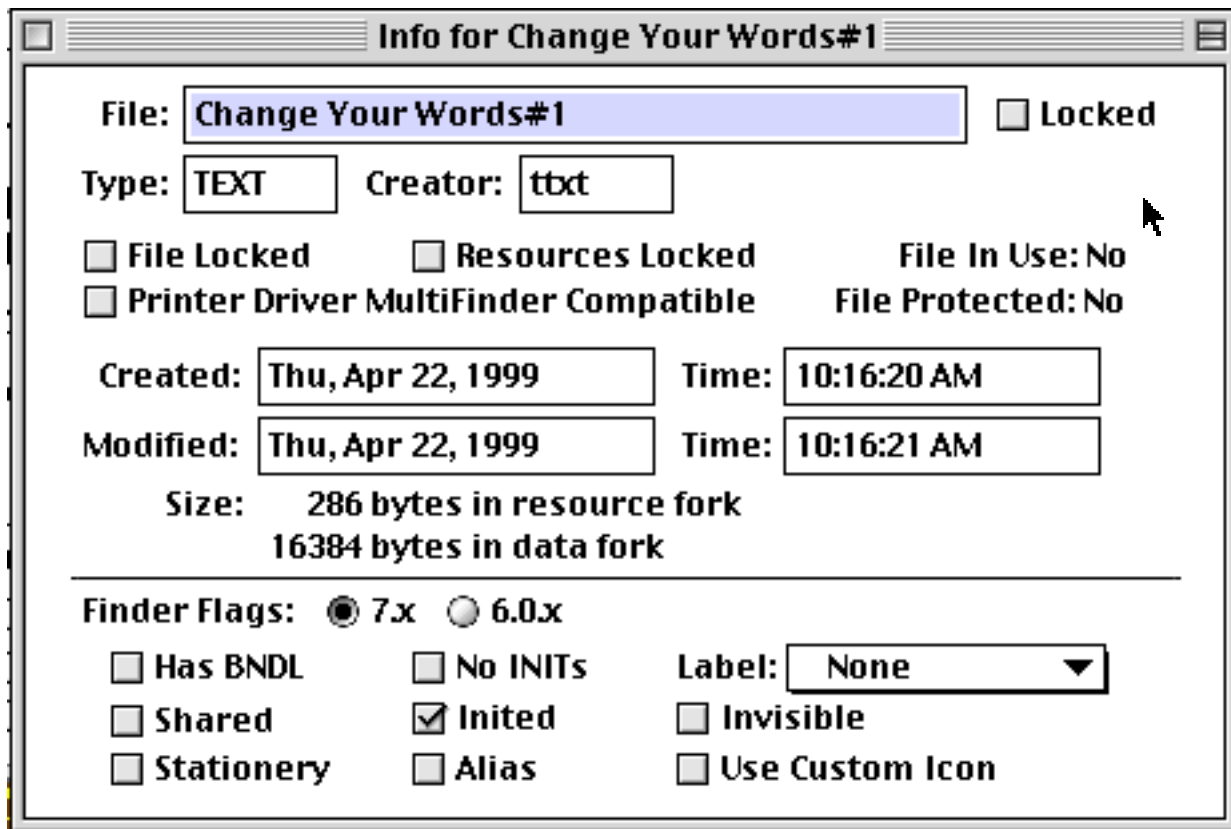 Info for Change Your Words#1
File: Change Your Words#1 Locked
Type: TEXT Creator: ttxt
File Locked Resources Locked File In Use: No
Printer Driver MultiFinder Compatible File Protected: No
Created: Thu, Apr 22, 1999 Time: 10:16:20 AM
Modified: Thu, Apr 22, 1999 Time: 10:16:21 AM
Size: 286 bytes in resource fork
16384 bytes in data fork
Finder Flags: 7.x 6.0.x
Has BNDL No INITs Label: None
Shared Inited Invisible
Stationery Alias Use Custom Icon